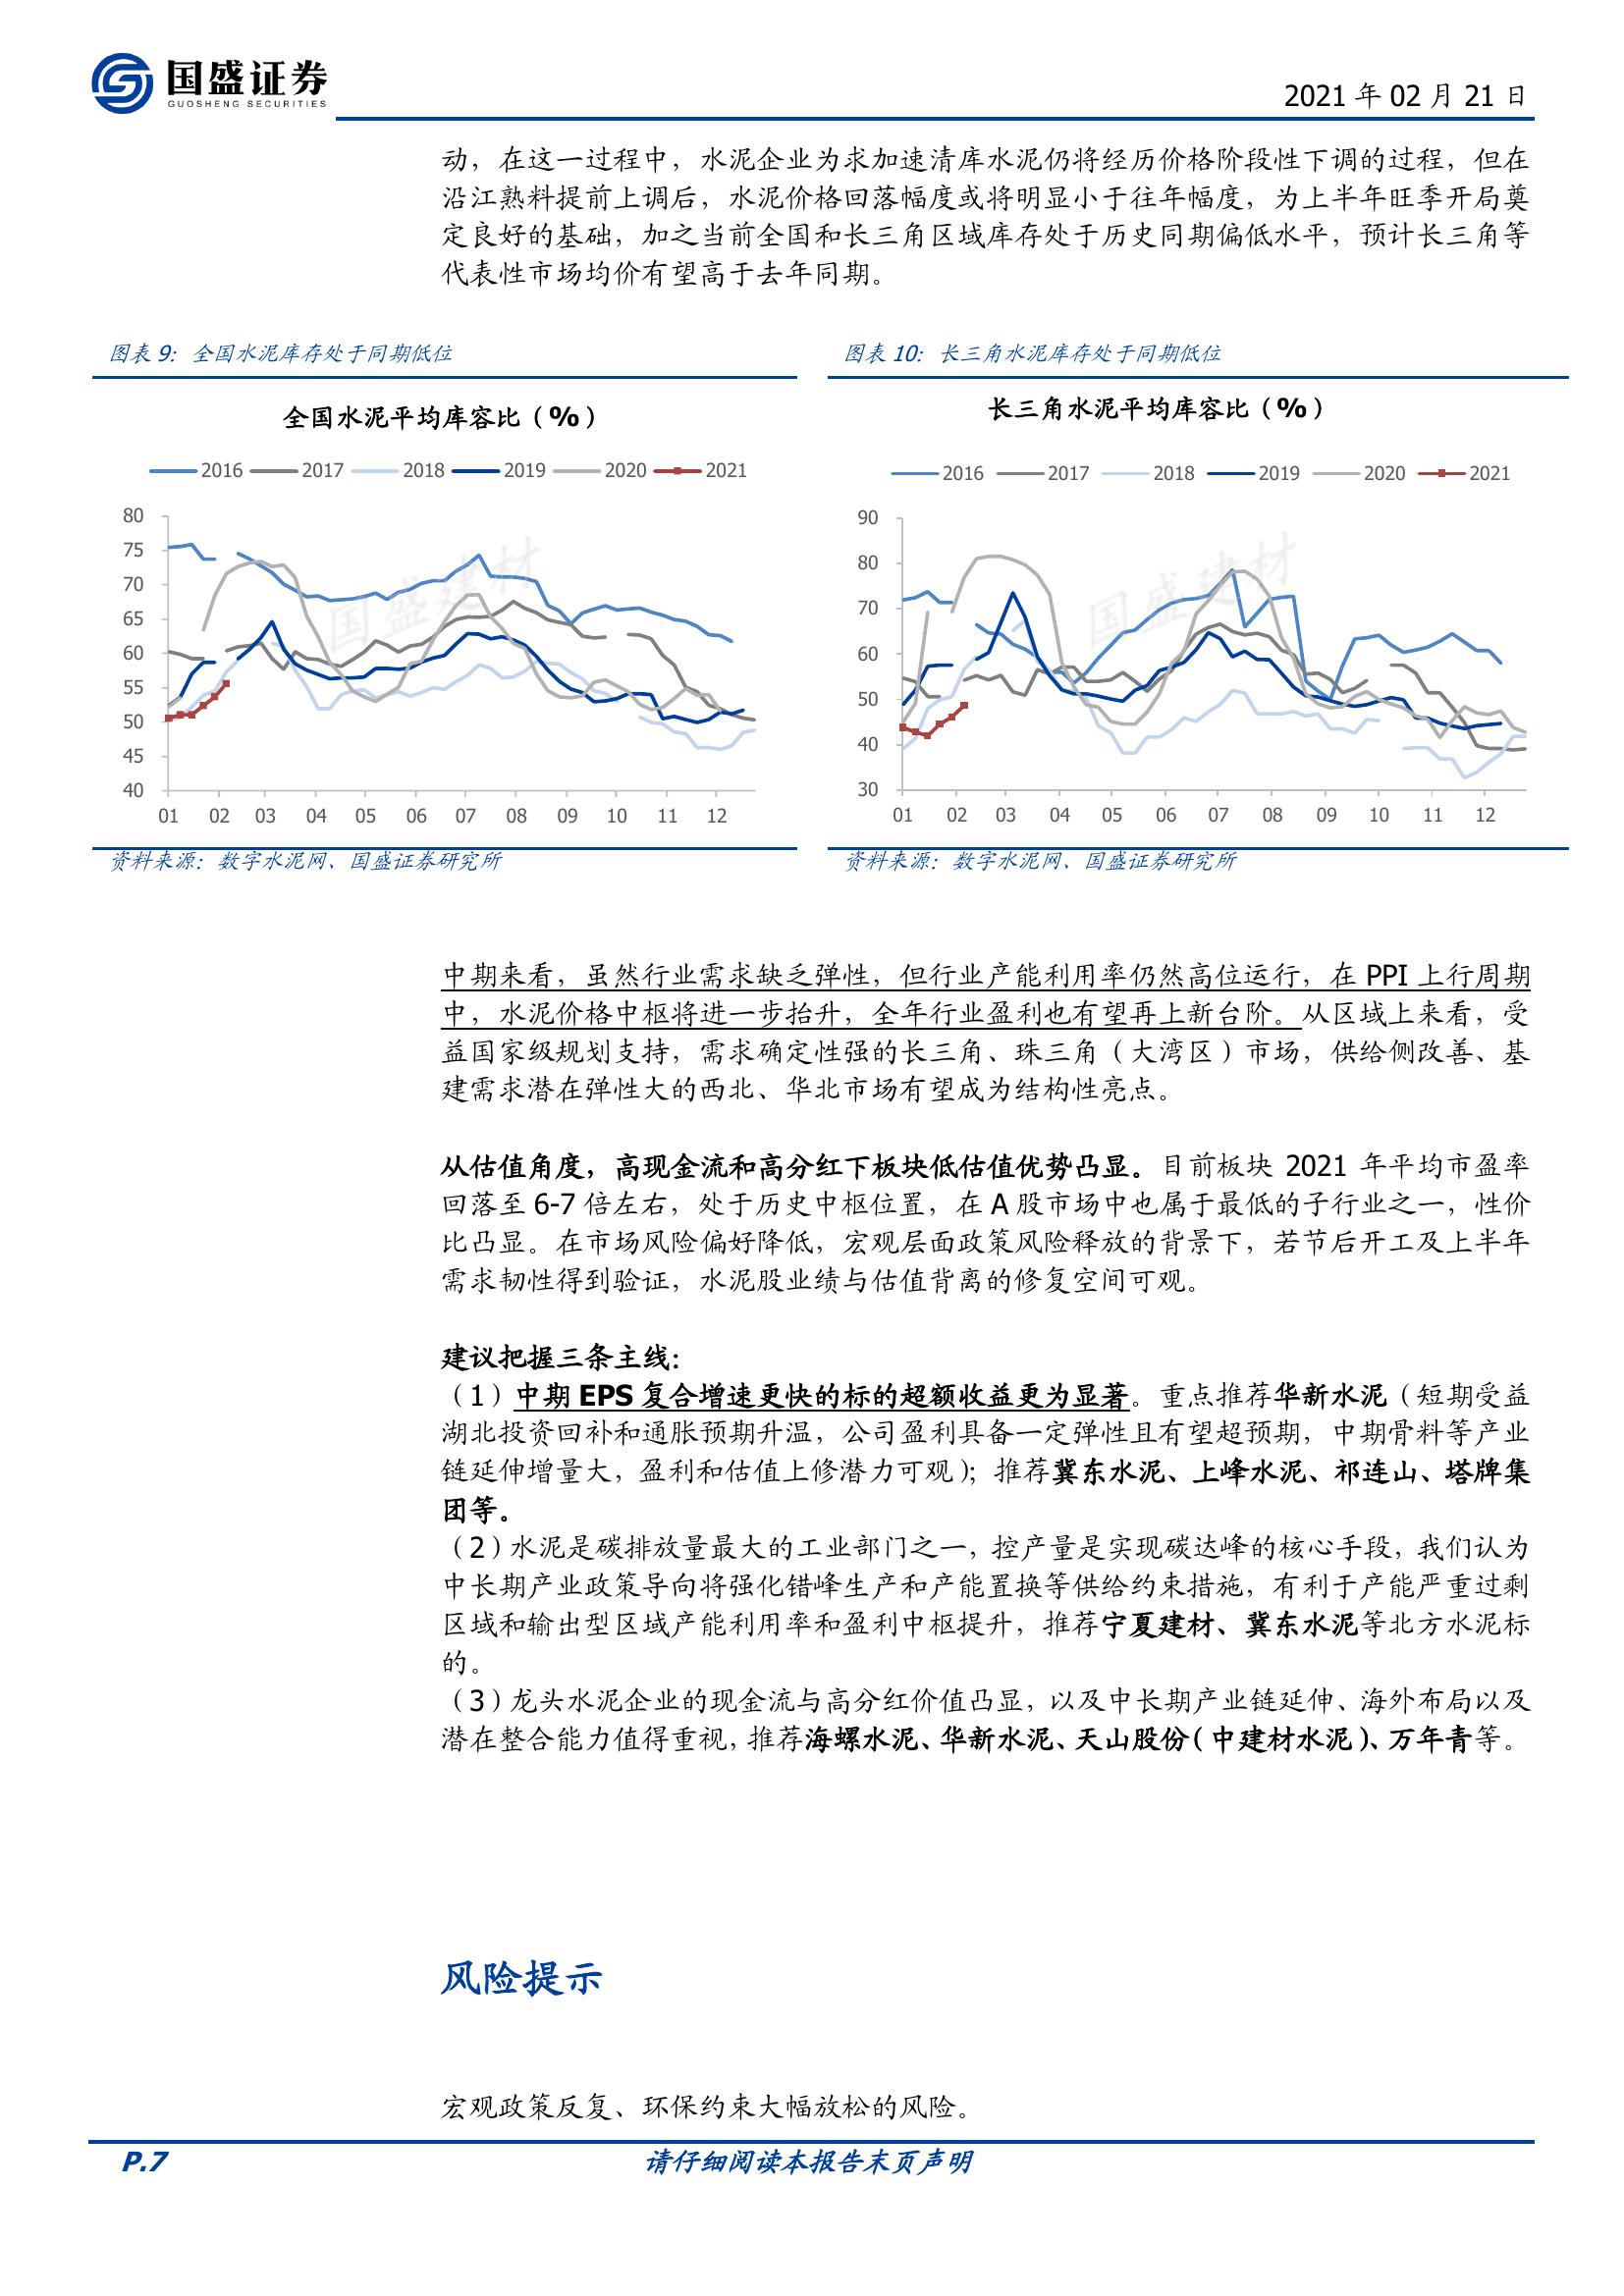 国盛证券
GUOSHENG SECURITIES
2021 年 02 月 21 日
动，在这一过程中，水泥企业为求加速清库水泥仍将经历价格阶段性下调的过程，但在
沿江熟料提前上调后，水泥价格回落幅度或将明显小于往年幅度，为上半年旺季开局奠
定良好的基础，加之当前全国和长三角区域库存处于历史同期偏低水平，预计长三角等
代表性市场均价有望高于去年同期。
图表 9：全国水泥库存处于同期低位
全国水泥平均库容比（%）
2016 2017 2018 2019 2020 2021
80
75
70
65
60
55
50
45
40
01 02 03 04 05 06 07 08 09 10 11 12
国盛建材
资料来源：数字水泥网、国盛证券研究所
图表 10：长三角水泥库存处于同期低位
长三角水泥平均库容比（%）
2016 2017 2018 2019 2020 2021
90
80
70
60
50
40
30
01 02 03 04 05 06 07 08 09 10 11 12
国盛建材
资料来源：数字水泥网、国盛证券研究所
中期来看，虽然行业需求缺乏弹性，但行业产能利用率仍然高位运行，在 PPI 上行周期
中，水泥价格中枢将进一步抬升，全年行业盈利也有望再上新台阶。从区域上来看，受
益国家级规划支持，需求确定性强的长三角、珠三角（大湾区）市场，供给侧改善、基
建需求潜在弹性大的西北、华北市场有望成为结构性亮点。
从估值角度，高现金流和高分红下板块低估值优势凸显。目前板块 2021 年平均市盈率
回落至 6-7 倍左右，处于历史中枢位置，在 A 股市场中也属于最低的子行业之一，性价
比凸显。在市场风险偏好降低，宏观层面政策风险释放的背景下，若节后开工及上半年
需求韧性得到验证，水泥股业绩与估值背离的修复空间可观。
建议把握三条主线：
（1）中期 EPS 复合增速更快的标的超额收益更为显著。重点推荐华新水泥（短期受益
湖北投资回补和通胀预期升温，公司盈利具备一定弹性且有望超预期，中期骨料等产业
链延伸增量大，盈利和估值上修潜力可观）；推荐冀东水泥、上峰水泥、祁连山、塔牌集
团等。
（2）水泥是碳排放量最大的工业部门之一，控产量是实现碳达峰的核心手段，我们认为
中长期产业政策导向将强化错峰生产和产能置换等供给约束措施，有利于产能严重过剩
区域和输出型区域产能利用率和盈利中枢提升，推荐宁夏建材、冀东水泥等北方水泥标
的。
（3）龙头水泥企业的现金流与高分红价值凸显，以及中长期产业链延伸、海外布局以及
潜在整合能力值得重视，推荐海螺水泥、华新水泥、天山股份（中建材水泥）、万年青等。
风险提示
宏观政策反复、环保约束大幅放松的风险。
P.7
请仔细阅读本报告末页声明